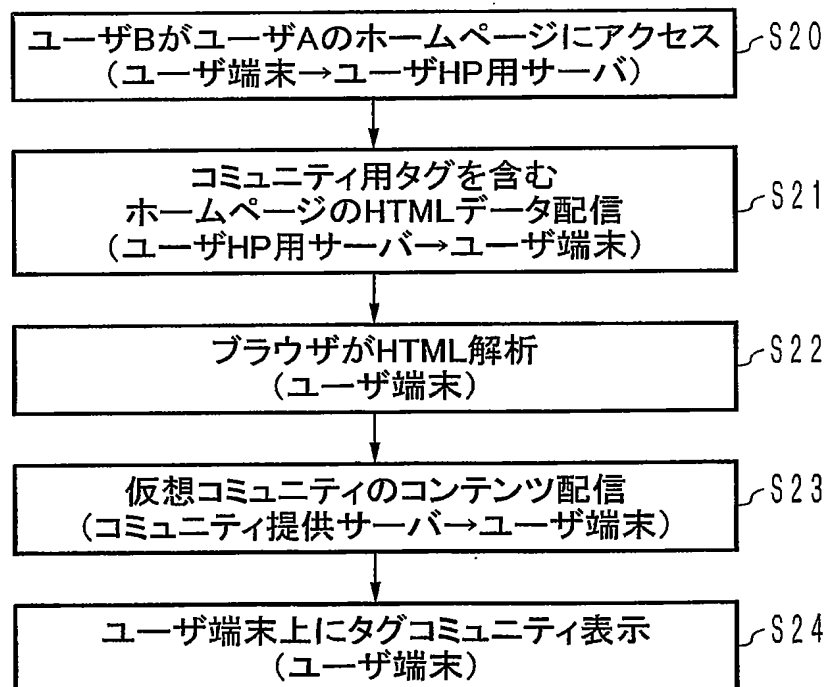 ユーザBがユーザAのホームページにアクセス
(ユーザ端末→ユーザHP用サーバ)
S20
コミュニティ用タグを含む
ホームページのHTMLデータ配信
(ユーザHP用サーバ→ユーザ端末)
S21
ブラウザがHTML解析
(ユーザ端末)
S22
仮想コミュニティのコンテンツ配信
(コミュニティ提供サーバ→ユーザ端末)
S23
ユーザ端末上にタグコミュニティ表示
(ユーザ端末)
S24